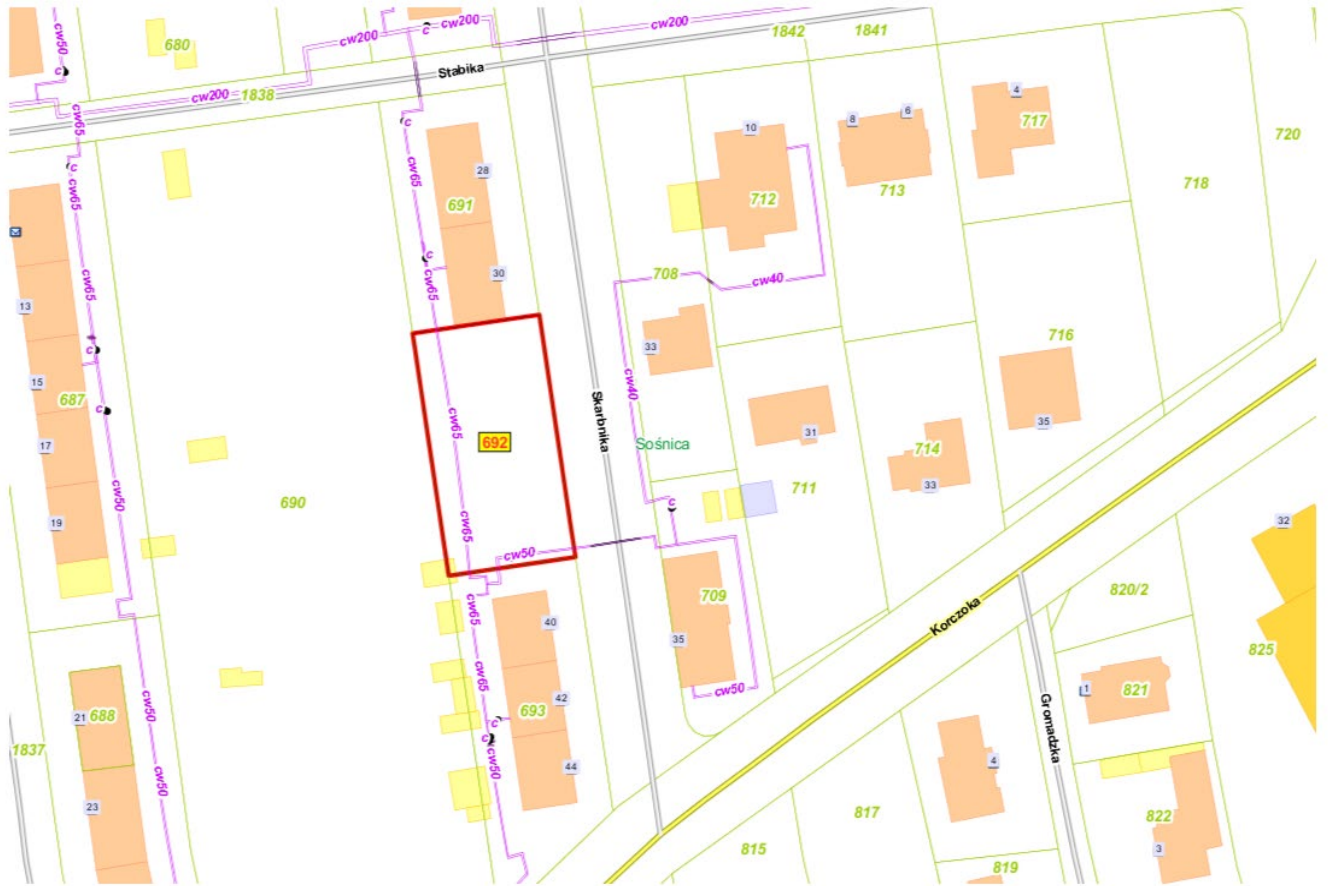 cw200
cw200
cw200
cw50
c
680
1842
1841
Stabika
cw200
1838
c
cw65
c
cw65
c
28
691
cw65
10
712
8
6
713
4
717
718
720
cw65
13
c
cw65
30
708
cw40
c
15
687
c
33
716
cw40
Skarbnika
17
cw65
692
Sośnica
31
714
35
cw50
19
690
cw65
c
711
33
32
cw50
cw65
40
709
35
Korczoka
820/2
825
21
688
cw50
cw65
42
693
c
c
cw50
cw50
1
821
Gromadzka
1837
44
4
cw50
23
817
815
822
3
819